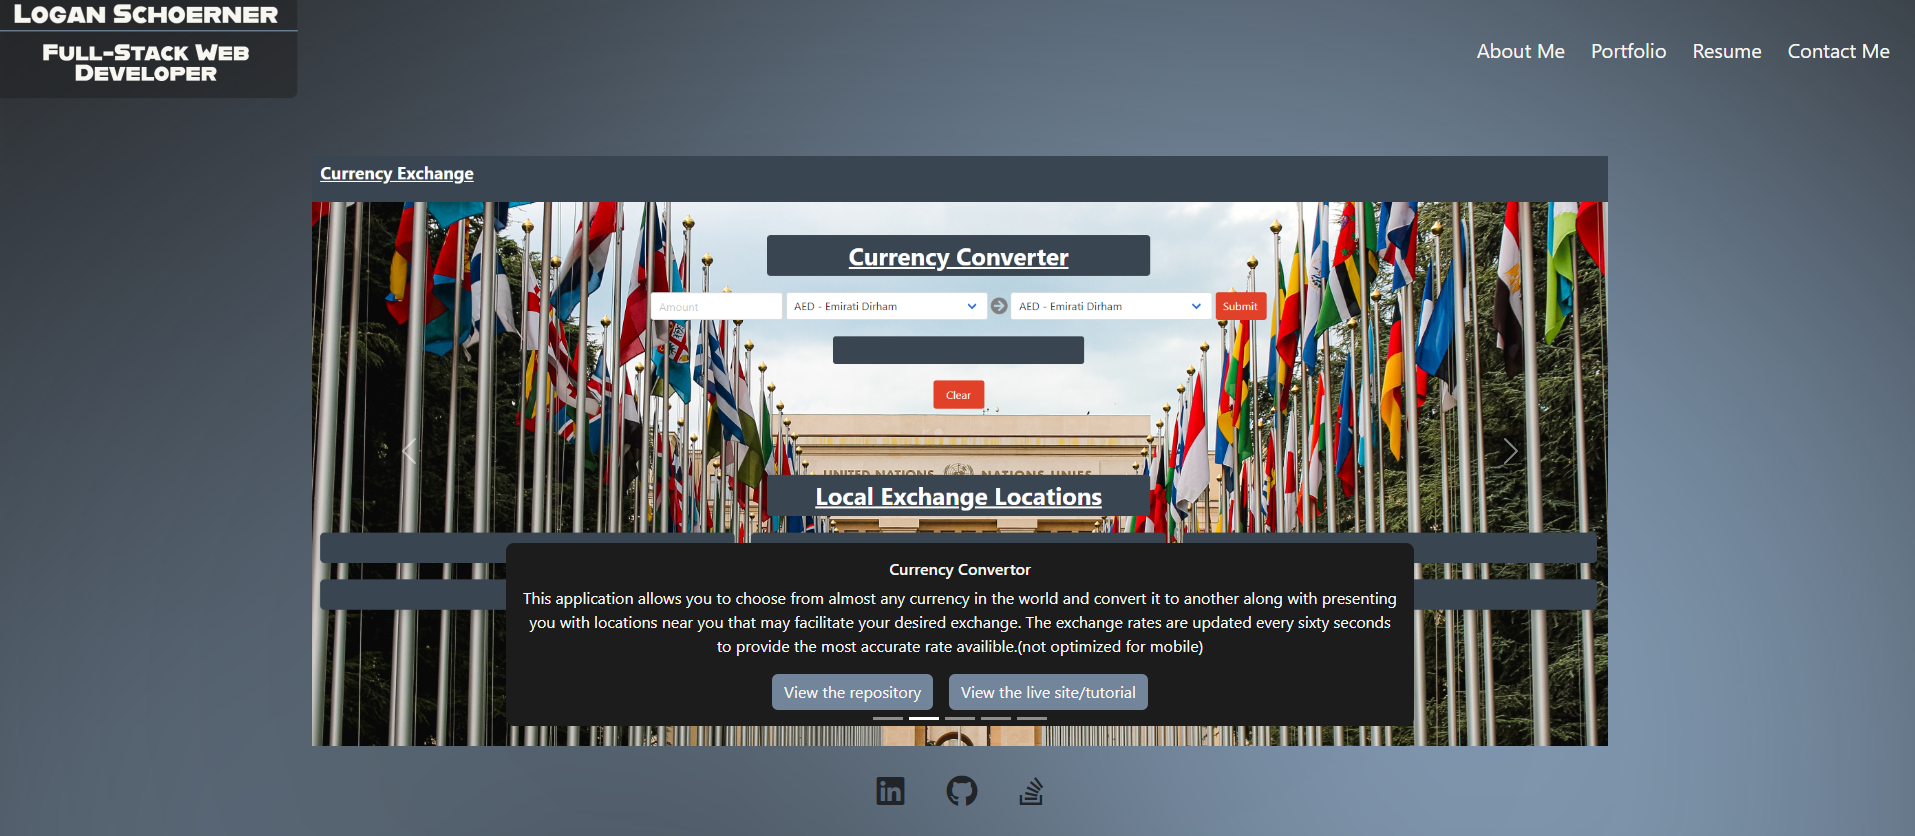 Logan Schoerner
Full-Stack Web
Developer
About Me Portfolio Resume Contact Me
Currency Exchange
Currency Converter
Amount AED - Emirati Dirham AED - Emirati Dirham Submit
Clear
UNITED NATIONS NATIONS UNIES
Local Exchange Locations
Currency Convertor
This application allows you to choose from almost any currency in the world and convert it to another along with presenting
you with locations near you that may facilitate your desired exchange. The exchange rates are updated every sixty seconds
to provide the most accurate rate availible.(not optimized for mobile)
View the repository View the live site/tutorial
in